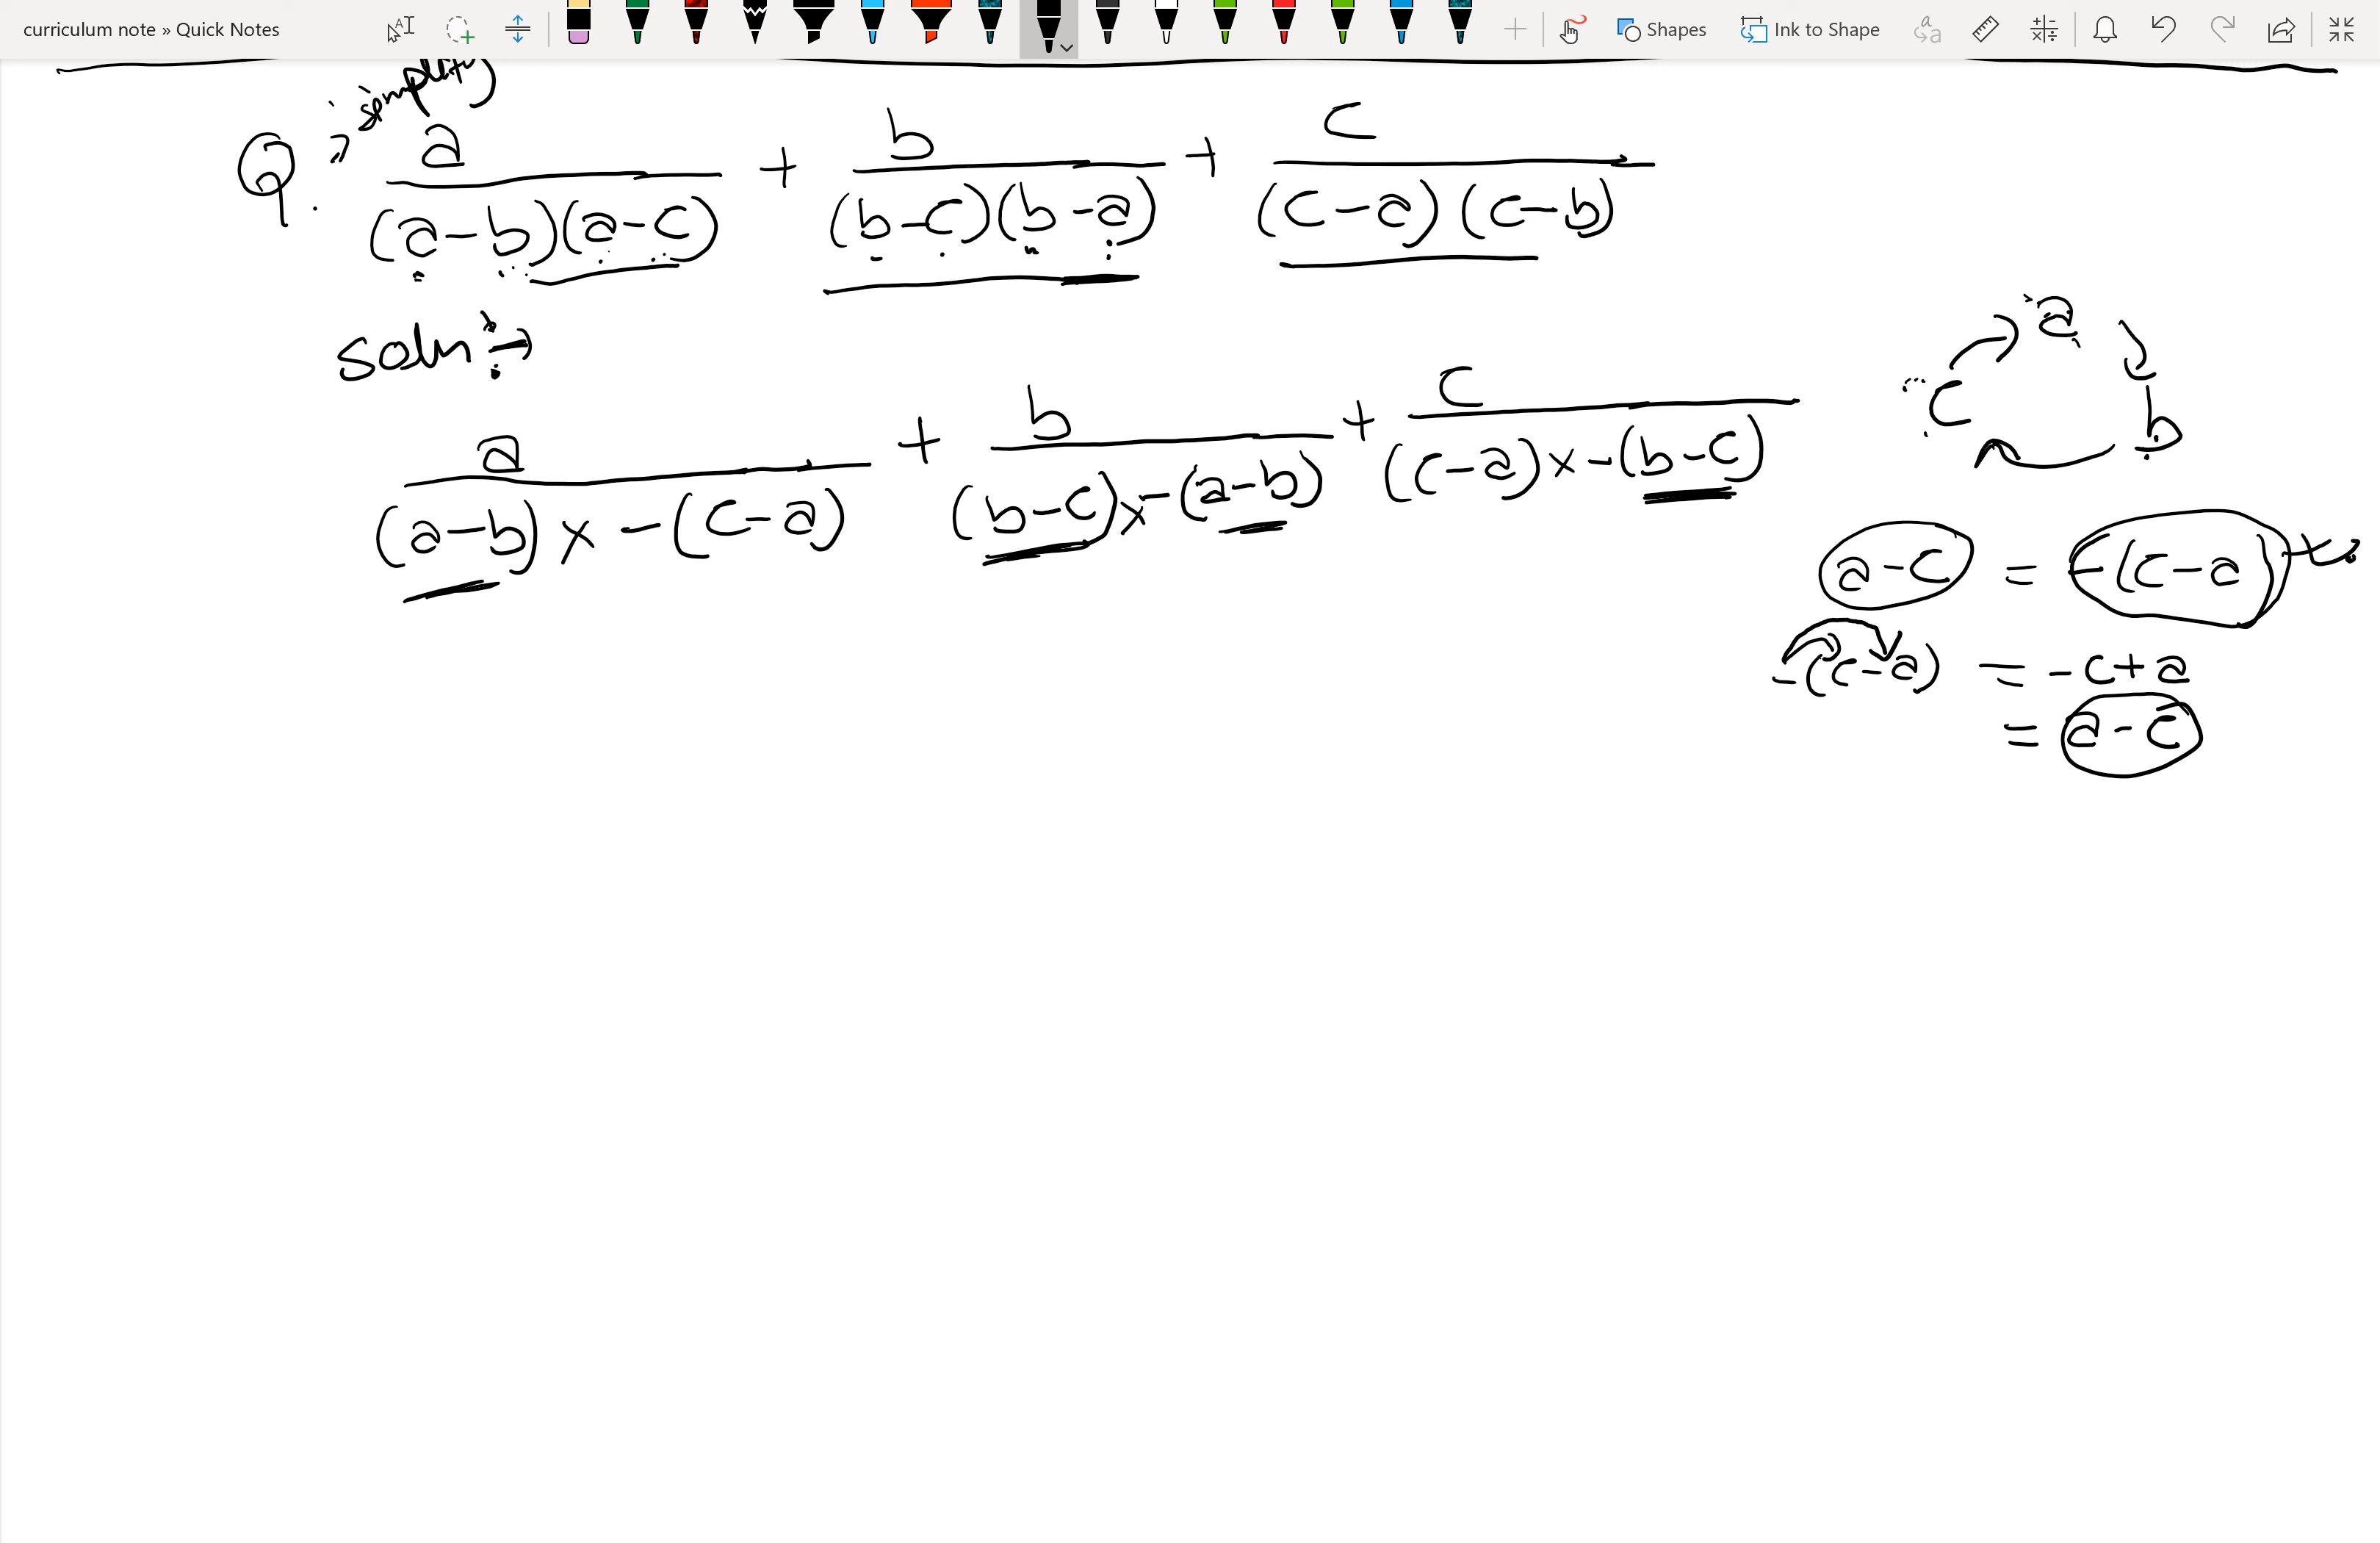 curriculum note » Quick Notes
Shapes
Ink to Shape
Q. :→ simplify
a/((a-b)(a-c)) + b/((b-c)(b-a)) + c/((c-a)(c-b))
soln :→
a/((a-b)x-(c-a)) + b/((b-c)x-(a-b)) + c/((c-a)x-(b-c))
a
c
b
a-c = -(c-a)
-(c-a) = -c+a
= a-c